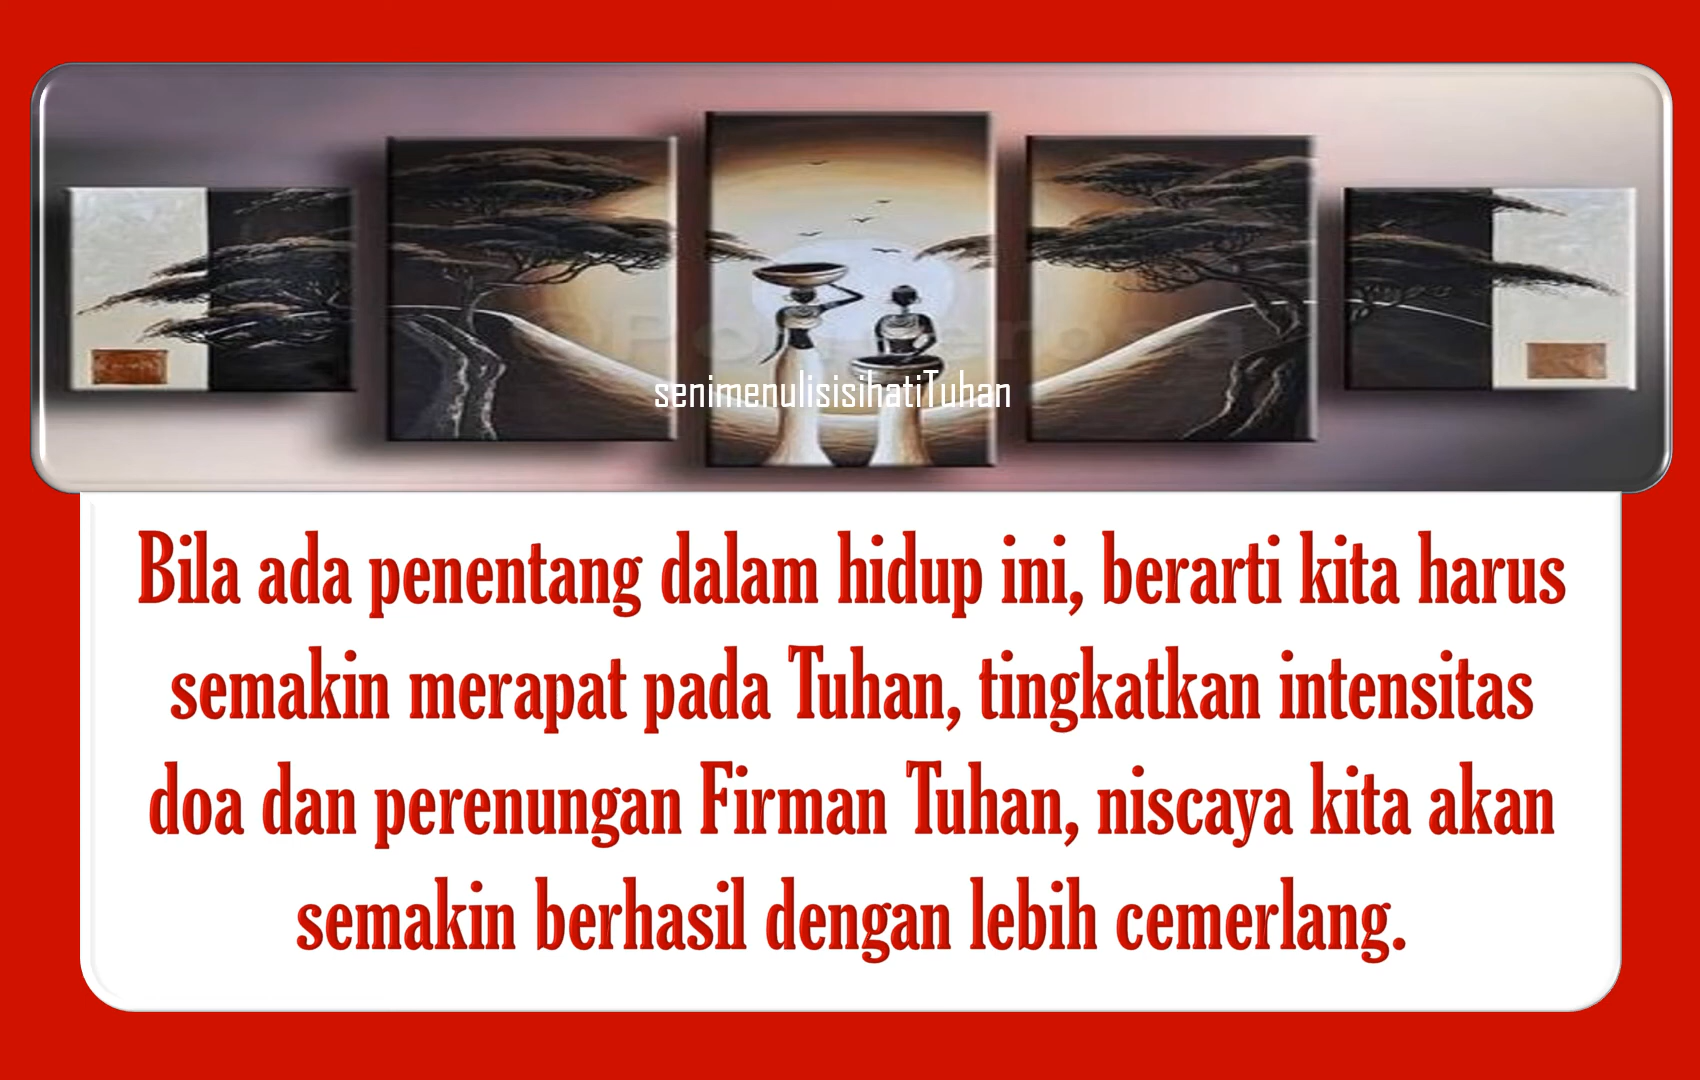 senimenulisisihatiTuhan
Bila ada penentang dalam hidup ini, berarti kita harus
semakin merapat pada Tuhan, tingkatkan intensitas
doa dan perenungan Firman Tuhan, niscaya kita akan
semakin berhasil dengan lebih cemerlang.